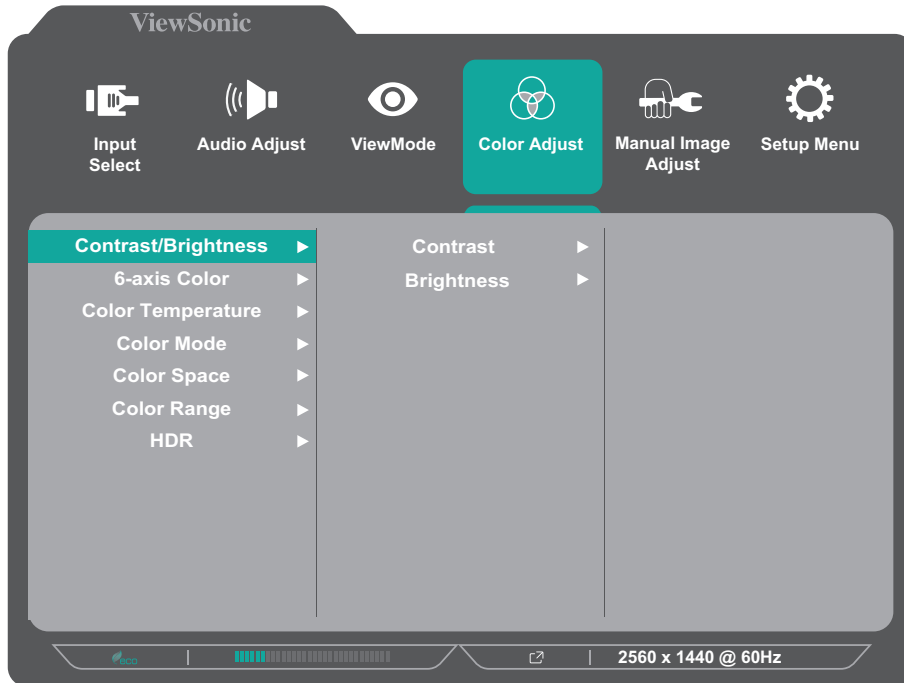 ViewSonic
Input
Select
Audio Adjust
ViewMode
Color Adjust
Manual Image
Adjust
Setup Menu
Contrast/Brightness
6-axis Color
Color Temperature
Color Mode
Color Space
Color Range
HDR
Contrast
Brightness
eco
2560 x 1440 @ 60Hz